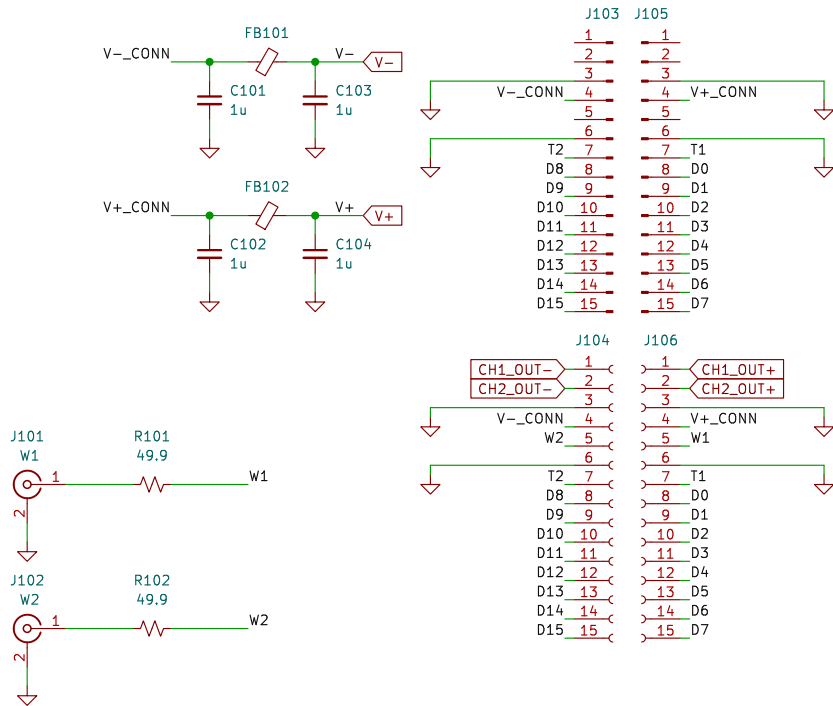 FB101
V-_CONN
V-
V-
C101
1u
C103
1u
FB102
V+_CONN
V+
V+
C102
1u
C104
1u
J103 J105
1 1
2 2
3 3
V-_CONN 4 4 V+_CONN
5 5
6 6
T2 7 7 T1
D8 8 8 D0
D9 9 9 D1
D10 10 10 D2
D11 11 11 D3
D12 12 12 D4
D13 13 13 D5
D14 14 14 D6
D15 15 15 D7
J104 J106
CH1_OUT- 1 1 CH1_OUT+
CH2_OUT- 2 2 CH2_OUT+
3 3
V-_CONN 4 4 V+_CONN
W2 5 5 W1
6 6
T2 7 7 T1
D8 8 8 D0
D9 9 9 D1
D10 10 10 D2
D11 11 11 D3
D12 12 12 D4
D13 13 13 D5
D14 14 14 D6
D15 15 15 D7
J101
W1
1
2
R101
49.9
W1
J102
W2
1
2
R102
49.9
W2